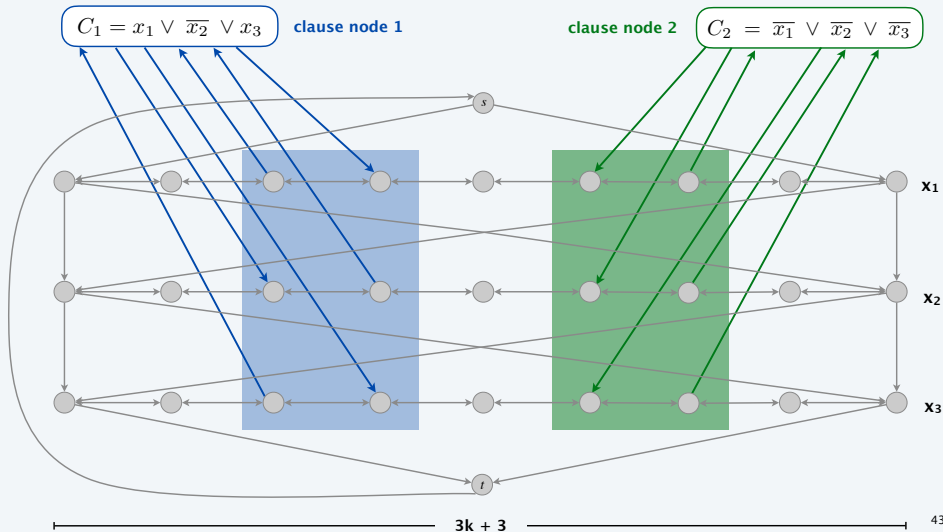 C₁ = x₁ ∨ x̅₂ ∨ x₃
clause node 1
clause node 2
C₂ = x̅₁ ∨ x̅₂ ∨ x̅₃
s
x₁
x₂
x₃
t
3k + 3
43